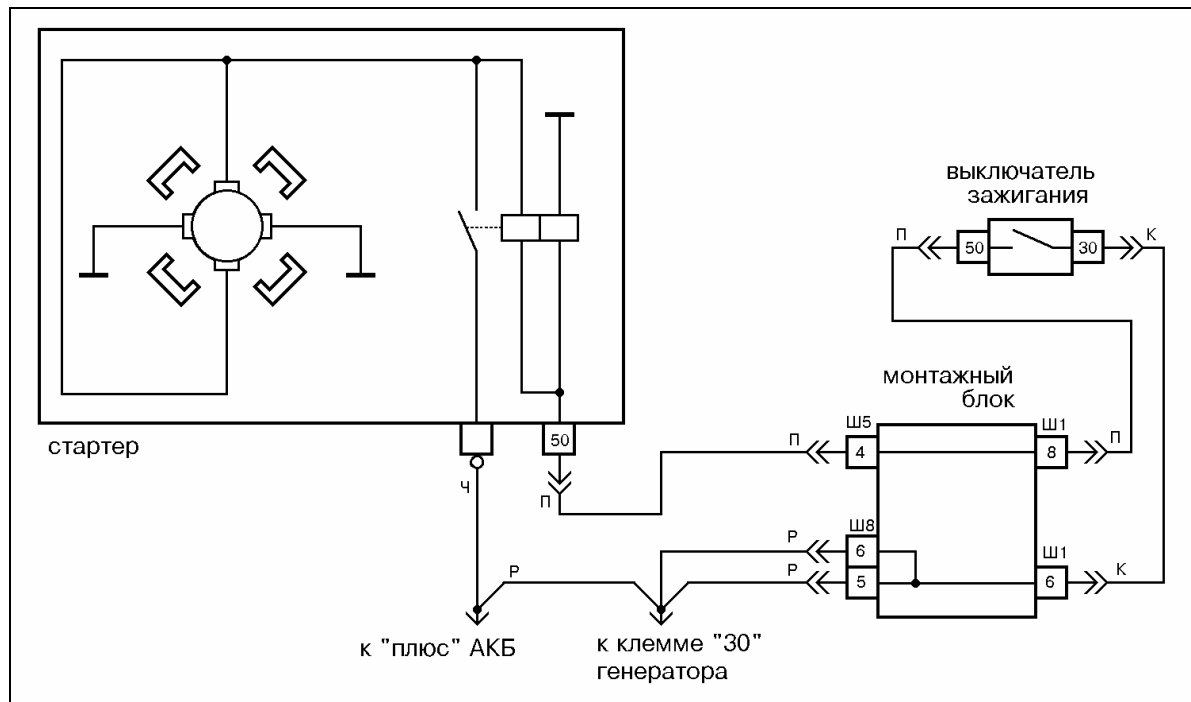 выключатель
зажигания
П
50
30
К
монтажный
блок
стартер
50
Ш5
Ш1
П
4
8
П
Ч
П
Ш8
Р
6
Ш1
Р
Р
5
6
К
к "плюс" АКБ
к клемме "30"
генератора